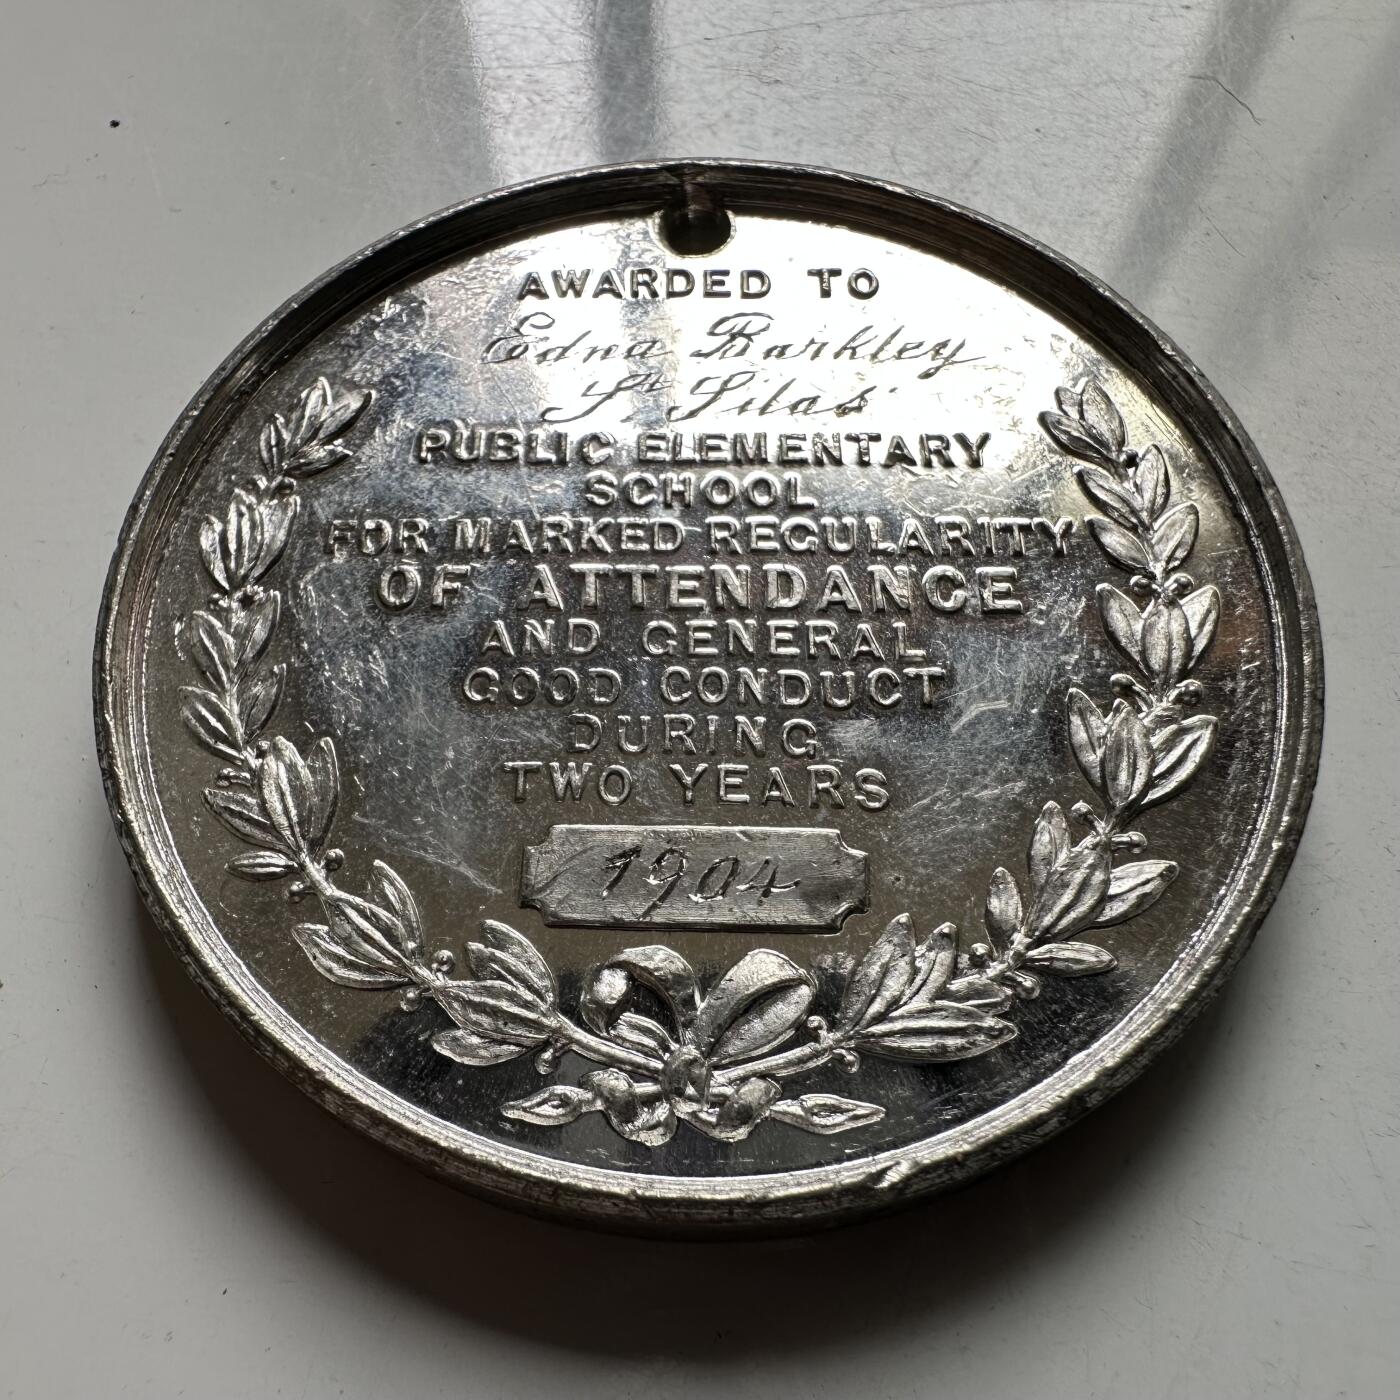 AWARDED TO
Edna Barkley
St Silas'
PUBLIC ELEMENTARY
SCHOOL
FOR MARKED REGULARITY
OF ATTENDANCE
AND GENERAL
GOOD CONDUCT
DURING
TWO YEARS
1904